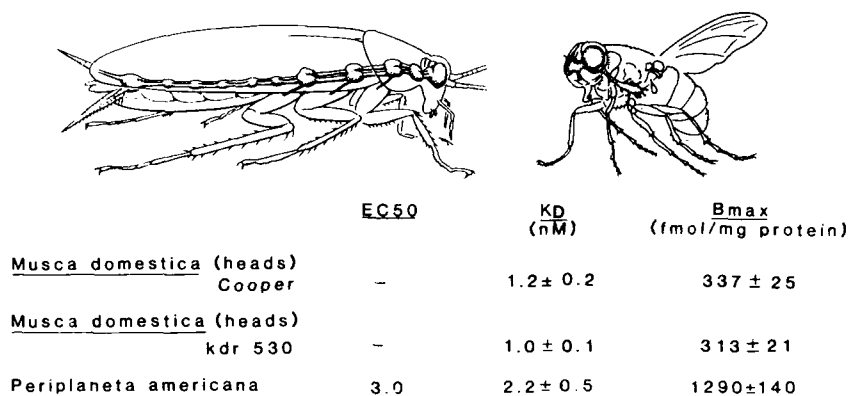 EC50 KD Bmax
(nM) (fmol/mg protein)
Musca domestica (heads)
Cooper – 1.2± 0.2 337 ± 25
Musca domestica (heads)
kdr 530 – 1.0 ± 0.1 313 ± 21
Periplaneta americana 3.0 2.2± 0.5 1290±140